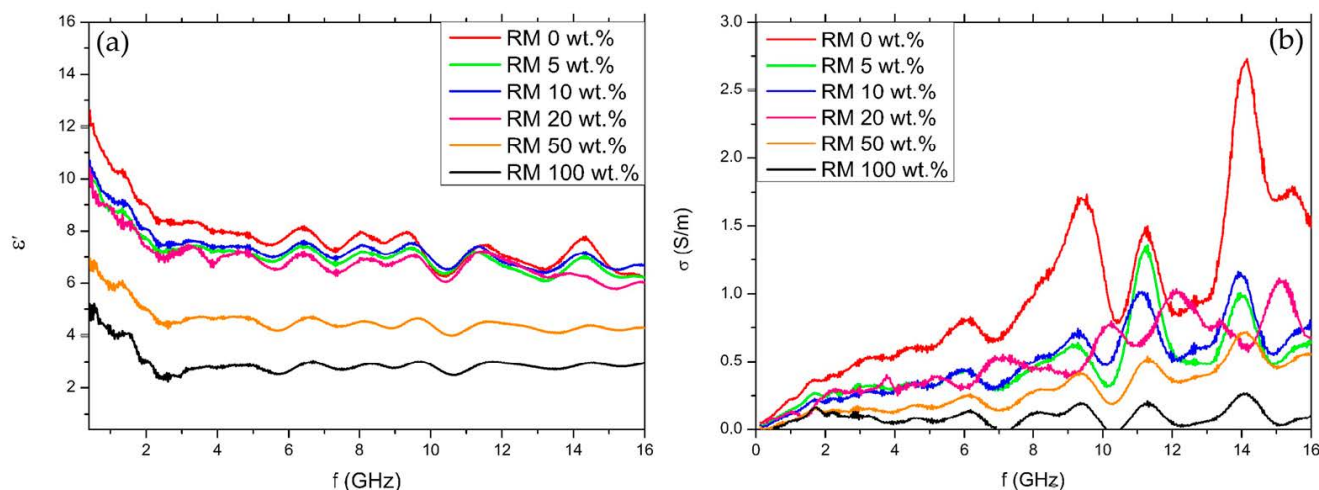 (a)
RM 0 wt.%
RM 5 wt.%
RM 10 wt.%
RM 20 wt.%
RM 50 wt.%
RM 100 wt.%
16
14
12
10
8
6
4
2
ε′
2 4 6 8 10 12 14 16
f (GHz)
(b)
RM 0 wt.%
RM 5 wt.%
RM 10 wt.%
RM 20 wt.%
RM 50 wt.%
RM 100 wt.%
3.0
2.5
2.0
1.5
1.0
0.5
0.0
σ (S/m)
0 2 4 6 8 10 12 14 16
f (GHz)